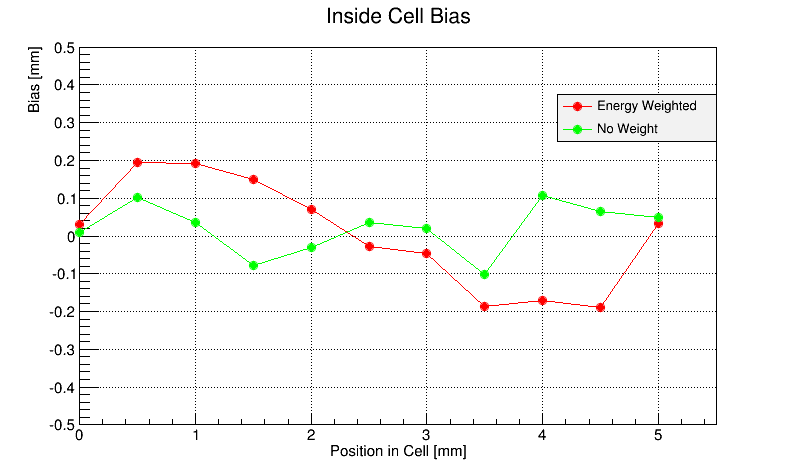 Inside Cell Bias
Bias [mm]
0.5
0.4
0.3
0.2
0.1
0
-0.1
-0.2
-0.3
-0.4
-0.5
Energy Weighted
No Weight
0 1 2 3 4 5
Position in Cell [mm]